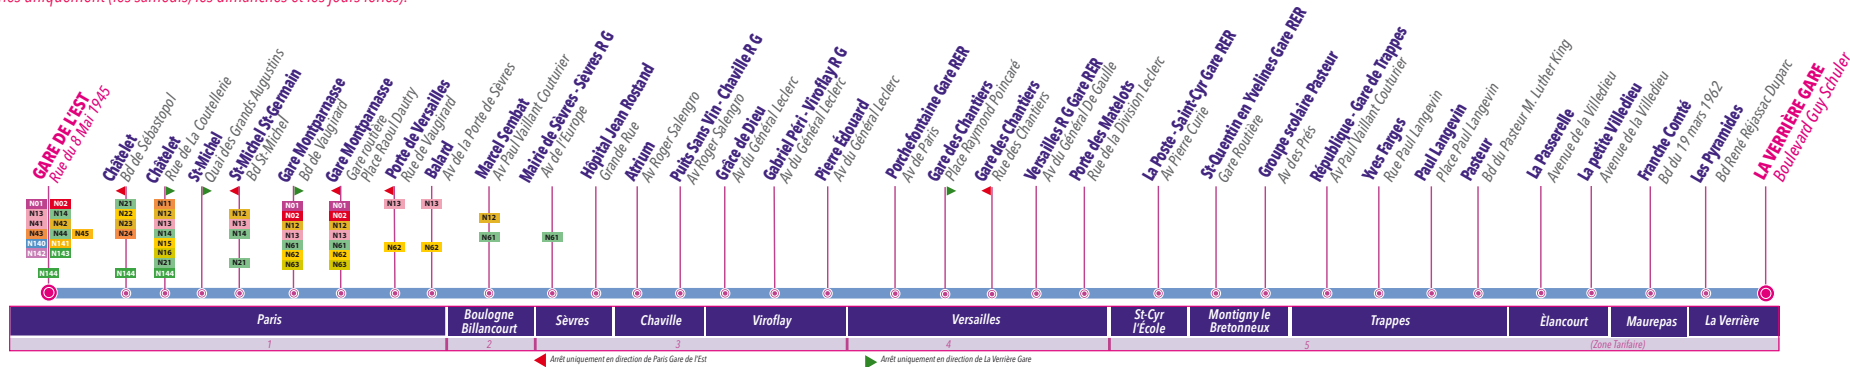 GARE DE L'EST
Rue du 8 Mai 1945
Châtelet
Bd de Sébastopol
Châtelet
Rue de La Coutellerie
St-Michel
Quai des Grands Augustins
St-Michel St-Germain
Bd St-Michel
Gare Montparnasse
Bd de Vaugirard
Gare Montparnasse
Gare routière
Place Raoul Dautry
Porte de Versailles
Rue de Vaugirard
Balard
Av de la Porte de Sèvres
Marcel Sembat
Av Paul Vaillant Couturier
Mairie de Sèvres - Sèvres R G
Av de l'Europe
Hôpital Jean Rostand
Grande Rue
Atrium
Av Roger Salengro
Puits Sans Vin - Chaville R G
Av Roger Salengro
Grâce de Dieu
Av du Général Leclerc
Gabriel Péri - Viroflay R G
Av du Général Leclerc
Pierre Édouard
Av du Général Leclerc
Porchefontaine Gare RER
Av de Paris
Gare des Chantiers
Place Raymond Poincaré
Gare des Chantiers
Rue des Chantiers
Versailles R G Gare RER
Av du Général De Gaulle
Porte des Matelots
Rue de la Division Leclerc
La Poste - Saint-Cyr Gare RER
Av Pierre Curie
St-Quentin en Yvelines Gare RER
Gare Routière
Groupe scolaire Pasteur
Av des Prés
République - Gare de Trappes
Av Paul Vaillant Couturier
Yves Farges
Rue Paul Langevin
Paul Langevin
Place Paul Langevin
Pasteur
Bd du Pasteur M. Luther King
La Passerelle
Avenue de la Villedieu
La petite Villedieu
Avenue de la Villedieu
Franche Comté
Bd du 19 mars 1962
Les Pyramides
Bd René Réjassac Duparc
LA VERRIÈRE GARE
Boulevard Guy Schuler
N01 N02
N13 N14
N41 N42
N43 N44 N45
N140 N141
N142 N143
N144
N21
N22
N23
N24
N144
N11
N12
N13
N14
N15
N16
N21
N144
N12
N13
N14
N21
N01
N02
N12
N13
N61
N62
N63
N01
N02
N12
N13
N61
N62
N63
N13
N62
N13
N62
N12
N61
N61
Paris
Boulogne
Billancourt
Sèvres
Chaville
Viroflay
Versailles
St-Cyr
l'École
Montigny le
Bretonneux
Trappes
Èlancourt
Maurepas
La Verrière
1
2
3
4
5
(Zone Tarifaire)
Arrêt uniquement en direction de Paris Gare de l'Est
Arrêt uniquement en direction de La Verrière Gare